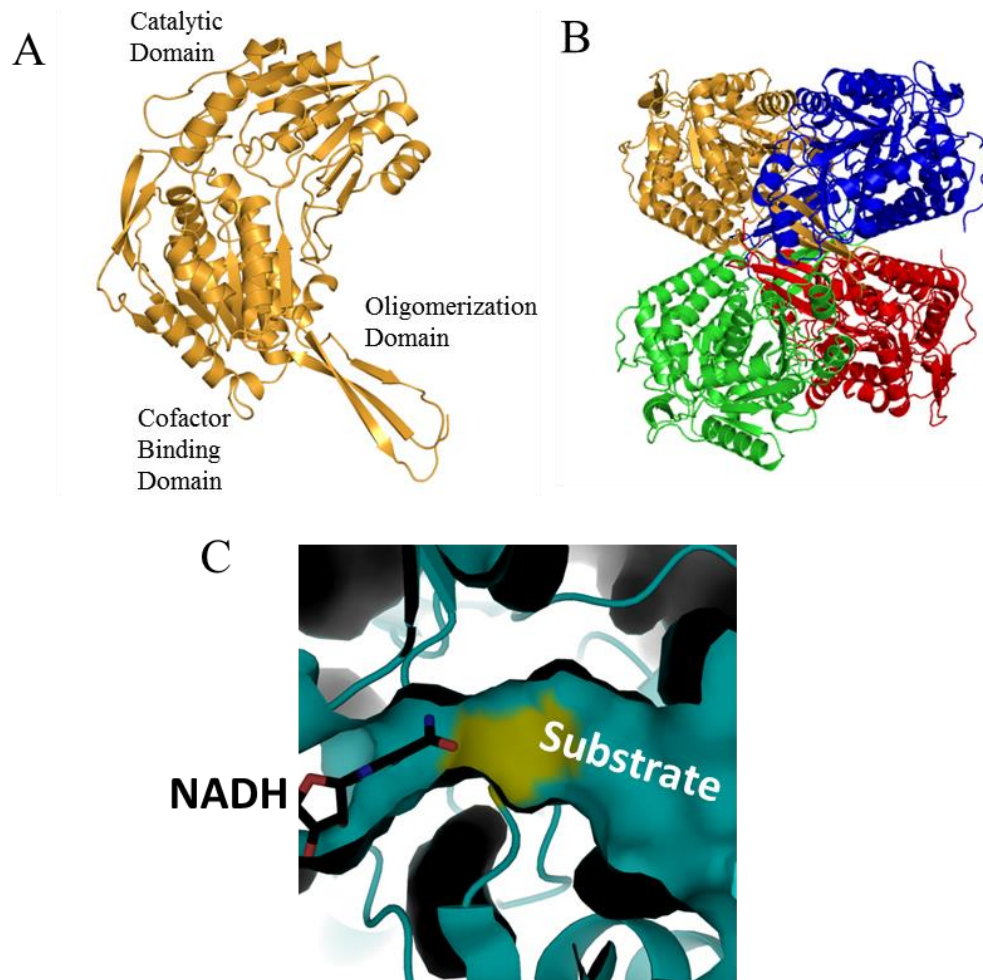 A
Catalytic
Domain
Oligomerization
Domain
Cofactor
Binding
Domain
B
C
NADH
Substrate